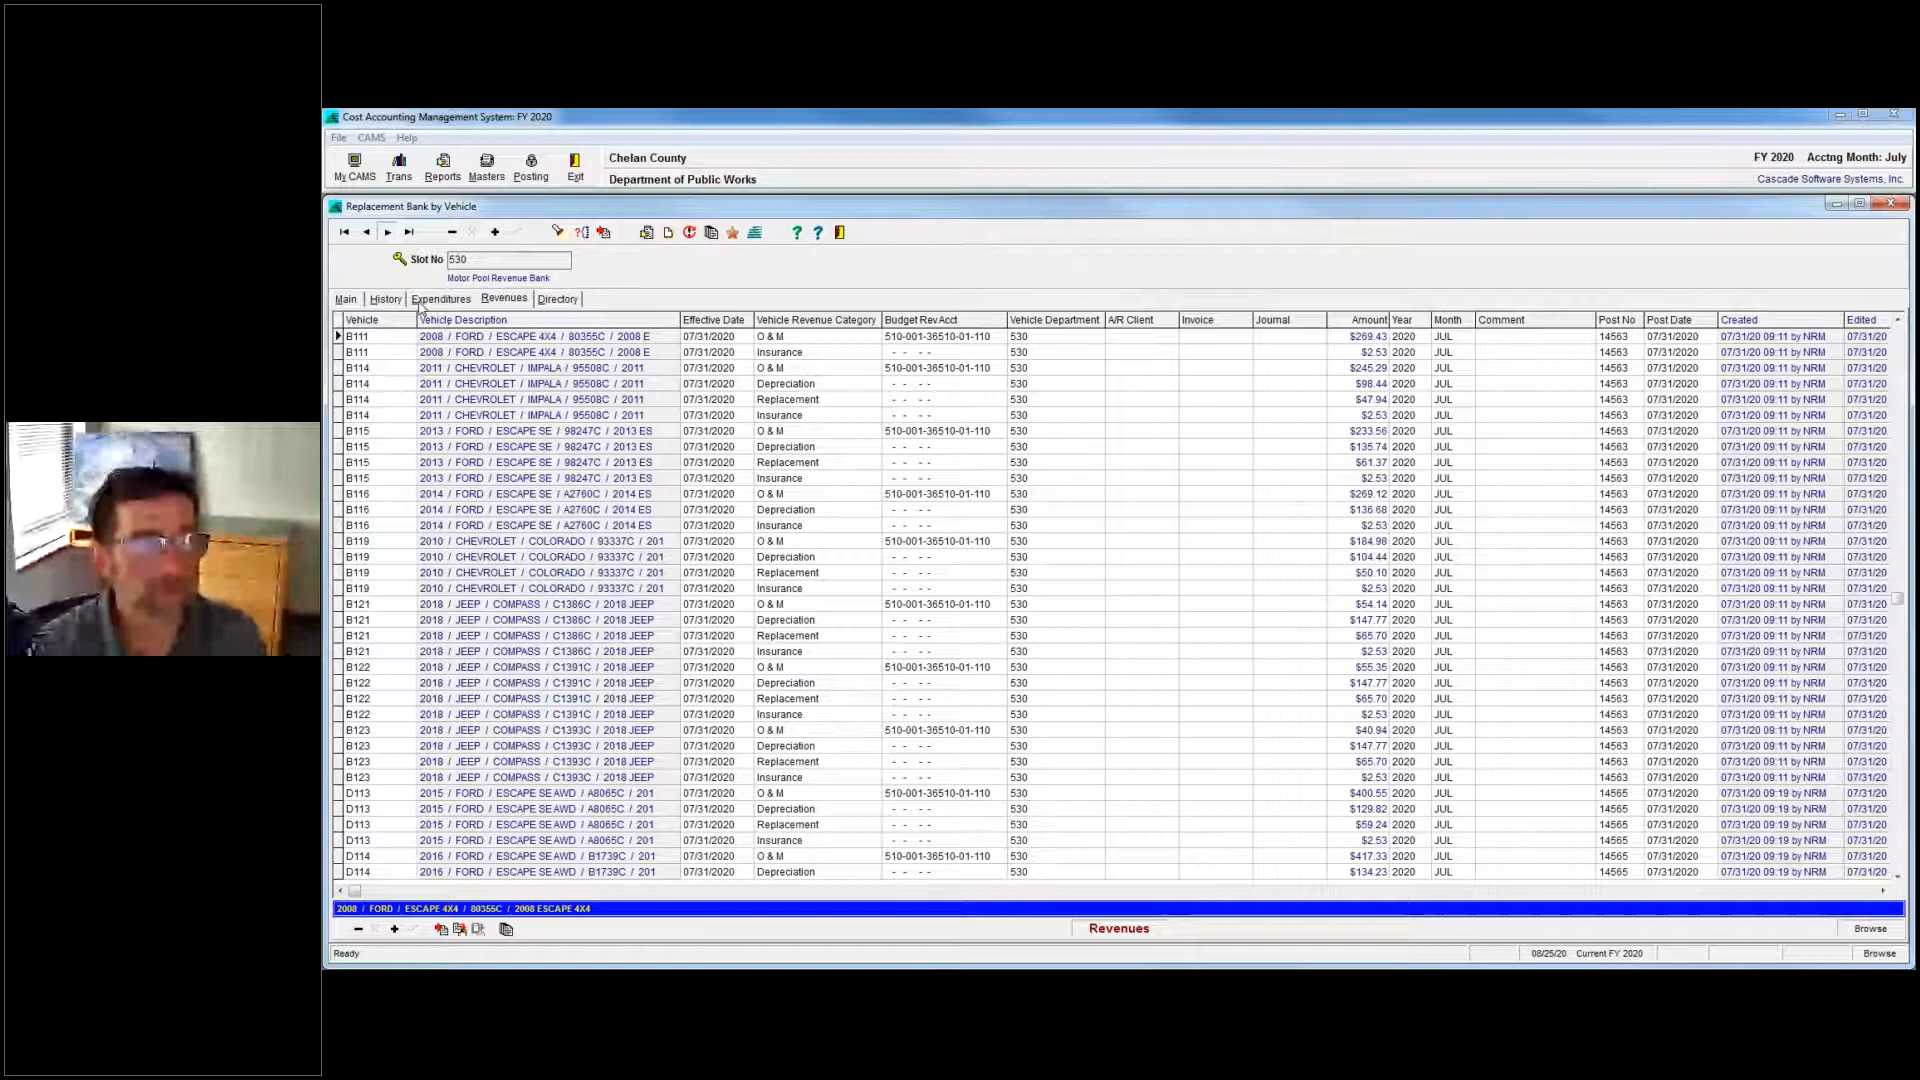 Cost Accounting Management System: FY 2020
File CAMS Help
My CAMS Trans Reports Masters Posting Exit
Chelan County
Department of Public Works
FY 2020 Acctng Month: July
Cascade Software Systems, Inc.
Replacement Bank by Vehicle
Slot No 530
Motor Pool Revenue Bank
Main History Expenditures Revenues Directory
Vehicle Vehicle Description Effective Date Vehicle Revenue Category Budget Rev Acct Vehicle Department A/R Client Invoice Journal Amount Year Month Comment Post No Post Date Created Edited
B111 2008 / FORD / ESCAPE 4X4 / 80355C / 2008 E 07/31/2020 O & M 510-001-36510-01-110 530 $269.43 2020 JUL 14563 07/31/2020 07/31/20 09:11 by NRM 07/31/20
B111 2008 / FORD / ESCAPE 4X4 / 80355C / 2008 E 07/31/2020 Insurance - - - - 530 $2.53 2020 JUL 14563 07/31/2020 07/31/20 09:11 by NRM 07/31/20
B114 2011 / CHEVROLET / IMPALA / 95508C / 2011 07/31/2020 O & M 510-001-36510-01-110 530 $245.29 2020 JUL 14563 07/31/2020 07/31/20 09:11 by NRM 07/31/20
B114 2011 / CHEVROLET / IMPALA / 95508C / 2011 07/31/2020 Depreciation - - - - 530 $98.44 2020 JUL 14563 07/31/2020 07/31/20 09:11 by NRM 07/31/20
B114 2011 / CHEVROLET / IMPALA / 95508C / 2011 07/31/2020 Replacement - - - - 530 $47.94 2020 JUL 14563 07/31/2020 07/31/20 09:11 by NRM 07/31/20
B114 2011 / CHEVROLET / IMPALA / 95508C / 2011 07/31/2020 Insurance - - - - 530 $2.53 2020 JUL 14563 07/31/2020 07/31/20 09:11 by NRM 07/31/20
B115 2013 / FORD / ESCAPE SE / 98247C / 2013 ES 07/31/2020 O & M 510-001-36510-01-110 530 $233.56 2020 JUL 14563 07/31/2020 07/31/20 09:11 by NRM 07/31/20
B115 2013 / FORD / ESCAPE SE / 98247C / 2013 ES 07/31/2020 Depreciation - - - - 530 $135.74 2020 JUL 14563 07/31/2020 07/31/20 09:11 by NRM 07/31/20
B115 2013 / FORD / ESCAPE SE / 98247C / 2013 ES 07/31/2020 Replacement - - - - 530 $61.37 2020 JUL 14563 07/31/2020 07/31/20 09:11 by NRM 07/31/20
B115 2013 / FORD / ESCAPE SE / 98247C / 2013 ES 07/31/2020 Insurance - - - - 530 $2.53 2020 JUL 14563 07/31/2020 07/31/20 09:11 by NRM 07/31/20
B116 2014 / FORD / ESCAPE SE / A2760C / 2014 ES 07/31/2020 O & M 510-001-36510-01-110 530 $269.12 2020 JUL 14563 07/31/2020 07/31/20 09:11 by NRM 07/31/20
B116 2014 / FORD / ESCAPE SE / A2760C / 2014 ES 07/31/2020 Depreciation - - - - 530 $136.68 2020 JUL 14563 07/31/2020 07/31/20 09:11 by NRM 07/31/20
B116 2014 / FORD / ESCAPE SE / A2760C / 2014 ES 07/31/2020 Insurance - - - - 530 $2.53 2020 JUL 14563 07/31/2020 07/31/20 09:11 by NRM 07/31/20
B119 2010 / CHEVROLET / COLORADO / 93337C / 201 07/31/2020 O & M 510-001-36510-01-110 530 $184.98 2020 JUL 14563 07/31/2020 07/31/20 09:11 by NRM 07/31/20
B119 2010 / CHEVROLET / COLORADO / 93337C / 201 07/31/2020 Depreciation - - - - 530 $104.44 2020 JUL 14563 07/31/2020 07/31/20 09:11 by NRM 07/31/20
B119 2010 / CHEVROLET / COLORADO / 93337C / 201 07/31/2020 Replacement - - - - 530 $50.10 2020 JUL 14563 07/31/2020 07/31/20 09:11 by NRM 07/31/20
B119 2010 / CHEVROLET / COLORADO / 93337C / 201 07/31/2020 Insurance - - - - 530 $2.53 2020 JUL 14563 07/31/2020 07/31/20 09:11 by NRM 07/31/20
B121 2018 / JEEP / COMPASS / C1386C / 2018 JEEP 07/31/2020 O & M 510-001-36510-01-110 530 $54.14 2020 JUL 14563 07/31/2020 07/31/20 09:11 by NRM 07/31/20
B121 2018 / JEEP / COMPASS / C1386C / 2018 JEEP 07/31/2020 Depreciation - - - - 530 $147.77 2020 JUL 14563 07/31/2020 07/31/20 09:11 by NRM 07/31/20
B121 2018 / JEEP / COMPASS / C1386C / 2018 JEEP 07/31/2020 Replacement - - - - 530 $65.70 2020 JUL 14563 07/31/2020 07/31/20 09:11 by NRM 07/31/20
B121 2018 / JEEP / COMPASS / C1386C / 2018 JEEP 07/31/2020 Insurance - - - - 530 $2.53 2020 JUL 14563 07/31/2020 07/31/20 09:11 by NRM 07/31/20
B122 2018 / JEEP / COMPASS / C1391C / 2018 JEEP 07/31/2020 O & M 510-001-36510-01-110 530 $55.35 2020 JUL 14563 07/31/2020 07/31/20 09:11 by NRM 07/31/20
B122 2018 / JEEP / COMPASS / C1391C / 2018 JEEP 07/31/2020 Depreciation - - - - 530 $147.77 2020 JUL 14563 07/31/2020 07/31/20 09:11 by NRM 07/31/20
B122 2018 / JEEP / COMPASS / C1391C / 2018 JEEP 07/31/2020 Replacement - - - - 530 $65.70 2020 JUL 14563 07/31/2020 07/31/20 09:11 by NRM 07/31/20
B122 2018 / JEEP / COMPASS / C1391C / 2018 JEEP 07/31/2020 Insurance - - - - 530 $2.53 2020 JUL 14563 07/31/2020 07/31/20 09:11 by NRM 07/31/20
B123 2018 / JEEP / COMPASS / C1393C / 2018 JEEP 07/31/2020 O & M 510-001-36510-01-110 530 $40.94 2020 JUL 14563 07/31/2020 07/31/20 09:11 by NRM 07/31/20
B123 2018 / JEEP / COMPASS / C1393C / 2018 JEEP 07/31/2020 Depreciation - - - - 530 $147.77 2020 JUL 14563 07/31/2020 07/31/20 09:11 by NRM 07/31/20
B123 2018 / JEEP / COMPASS / C1393C / 2018 JEEP 07/31/2020 Replacement - - - - 530 $65.70 2020 JUL 14563 07/31/2020 07/31/20 09:11 by NRM 07/31/20
B123 2018 / JEEP / COMPASS / C1393C / 2018 JEEP 07/31/2020 Insurance - - - - 530 $2.53 2020 JUL 14563 07/31/2020 07/31/20 09:11 by NRM 07/31/20
D113 2015 / FORD / ESCAPE SE AWD / A8065C / 201 07/31/2020 O & M 510-001-36510-01-110 530 $400.55 2020 JUL 14565 07/31/2020 07/31/20 09:19 by NRM 07/31/20
D113 2015 / FORD / ESCAPE SE AWD / A8065C / 201 07/31/2020 Depreciation - - - - 530 $129.82 2020 JUL 14565 07/31/2020 07/31/20 09:19 by NRM 07/31/20
D113 2015 / FORD / ESCAPE SE AWD / A8065C / 201 07/31/2020 Replacement - - - - 530 $59.24 2020 JUL 14565 07/31/2020 07/31/20 09:19 by NRM 07/31/20
D113 2015 / FORD / ESCAPE SE AWD / A8065C / 201 07/31/2020 Insurance - - - - 530 $2.53 2020 JUL 14565 07/31/2020 07/31/20 09:19 by NRM 07/31/20
D114 2016 / FORD / ESCAPE SE AWD / B1739C / 201 07/31/2020 O & M 510-001-36510-01-110 530 $417.33 2020 JUL 14565 07/31/2020 07/31/20 09:19 by NRM 07/31/20
D114 2016 / FORD / ESCAPE SE AWD / B1739C / 201 07/31/2020 Depreciation - - - - 530 $134.23 2020 JUL 14565 07/31/2020 07/31/20 09:19 by NRM 07/31/20
2008 / FORD / ESCAPE 4X4 / 80355C / 2008 ESCAPE 4X4
Revenues Browse
Ready 08/25/20 Current FY 2020 Browse